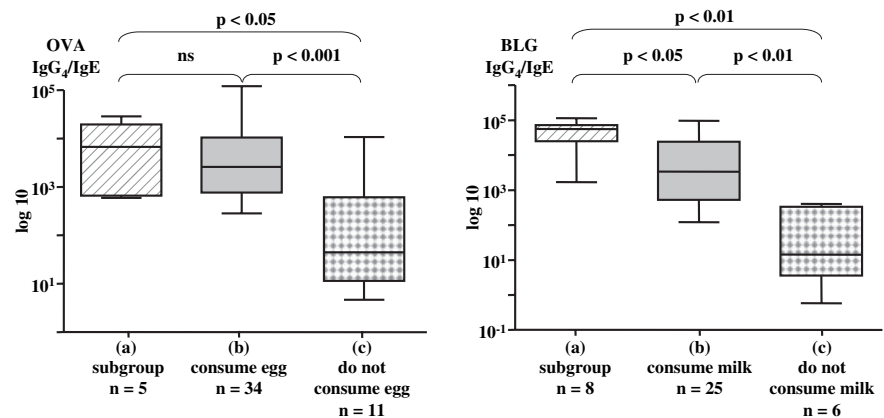 p < 0.05
OVA
IgG4/IgE
ns
p < 0.001
10^5
10^3
10^1
log 10
(a)
subgroup
n = 5
(b)
consume egg
n = 34
(c)
do not
consume egg
n = 11
p < 0.01
BLG
IgG4/IgE
p < 0.05
p < 0.01
10^5
10^3
10^1
10^-1
log 10
(a)
subgroup
n = 8
(b)
consume milk
n = 25
(c)
do not
consume milk
n = 6